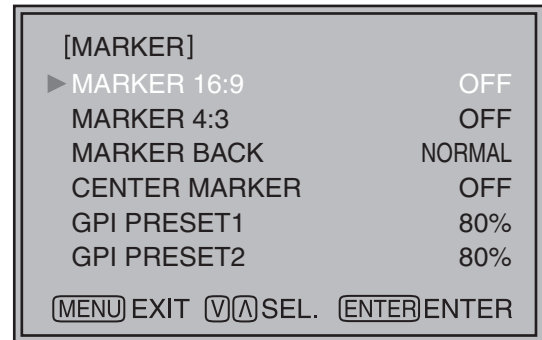 [MARKER]
▶ MARKER 16:9 OFF
MARKER 4:3 OFF
MARKER BACK NORMAL
CENTER MARKER OFF
GPI PRESET1 80%
GPI PRESET2 80%
MENU EXIT V Λ SEL. ENTER ENTER